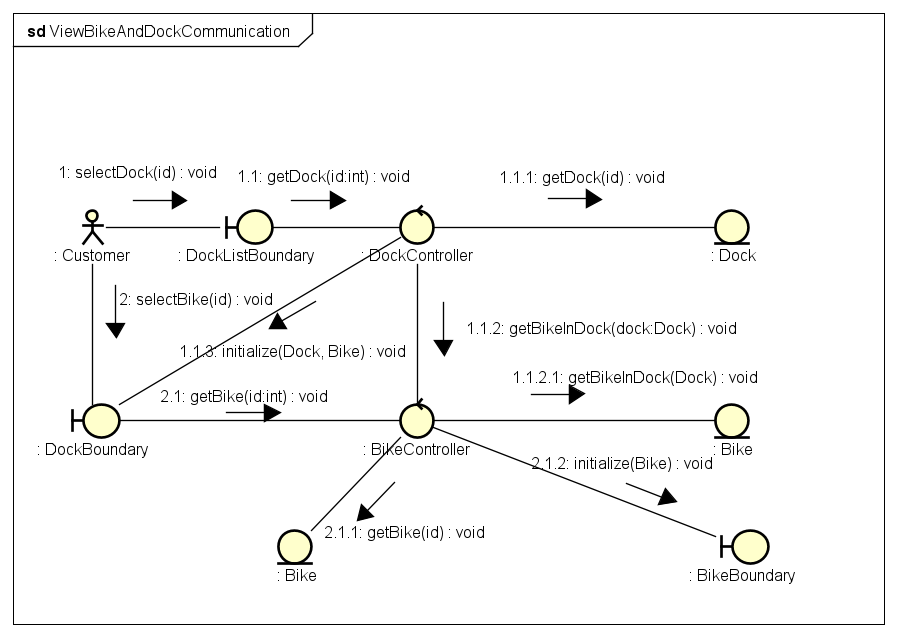 sd ViewBikeAndDockCommunication
1: selectDock(id) : void
1.1: getDock(id:int) : void
1.1.1: getDock(id) : void
: Customer
: DockListBoundary
: DockController
: Dock
2: selectBike(id) : void
1.1.2: getBikeInDock(dock:Dock) : void
1.1.3: initialize(Dock, Bike) : void
1.1.2.1: getBikeInDock(Dock) : void
2.1: getBike(id:int) : void
: DockBoundary
: BikeController
: Bike
2.1.2: initialize(Bike) : void
2.1.1: getBike(id) : void
: Bike
: BikeBoundary